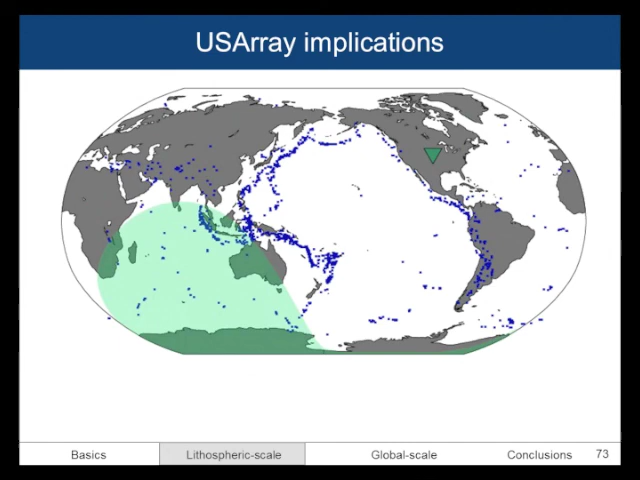 USArray implications
Basics
Lithospheric-scale
Global-scale
Conclusions
73